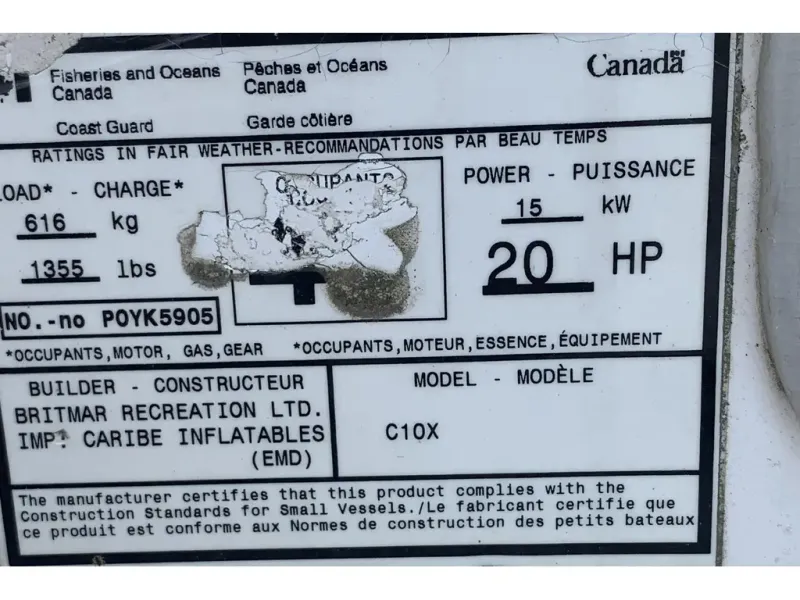 Fisheries and Oceans Pêches et Océans Canada
Canada Canada
Coast Guard Garde côtière
RATINGS IN FAIR WEATHER-RECOMMANDATIONS PAR BEAU TEMPS
LOAD* - CHARGE*
616 kg
1355 lbs
OCCUPANTS
POWER - PUISSANCE
15 kW
20 HP
NO.-no POYK5905
*OCCUPANTS,MOTOR, GAS,GEAR *OCCUPANTS,MOTEUR,ESSENCE,ÉQUIPEMENT
BUILDER - CONSTRUCTEUR
BRITMAR RECREATION LTD.
IMP: CARIBE INFLATABLES
(EMD)
MODEL - MODÈLE
C10X
The manufacturer certifies that this product complies with the
Construction Standards for Small Vessels./Le fabricant certifie que
ce produit est conforme aux Normes de construction des petits bateaux